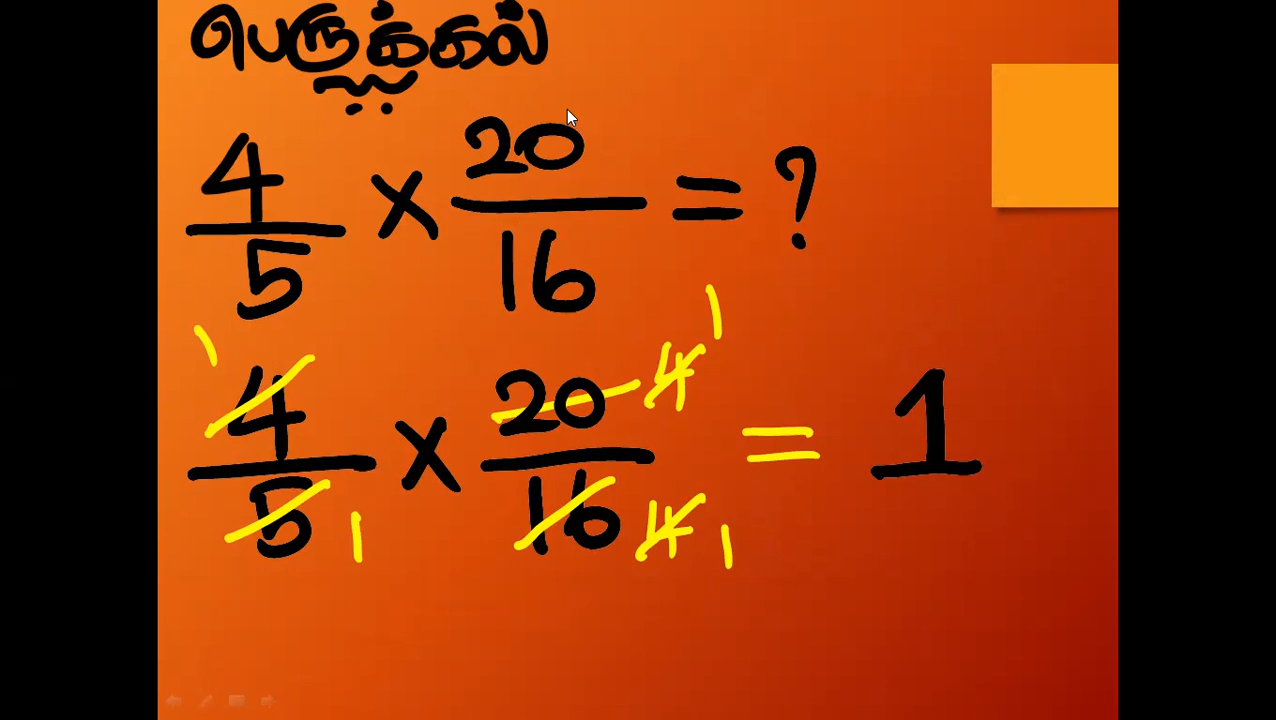 பெருக்கல்
4/5 × 20/16 = ?
1 4/5 1 × 20/16 4 1 / 4 1 = 1